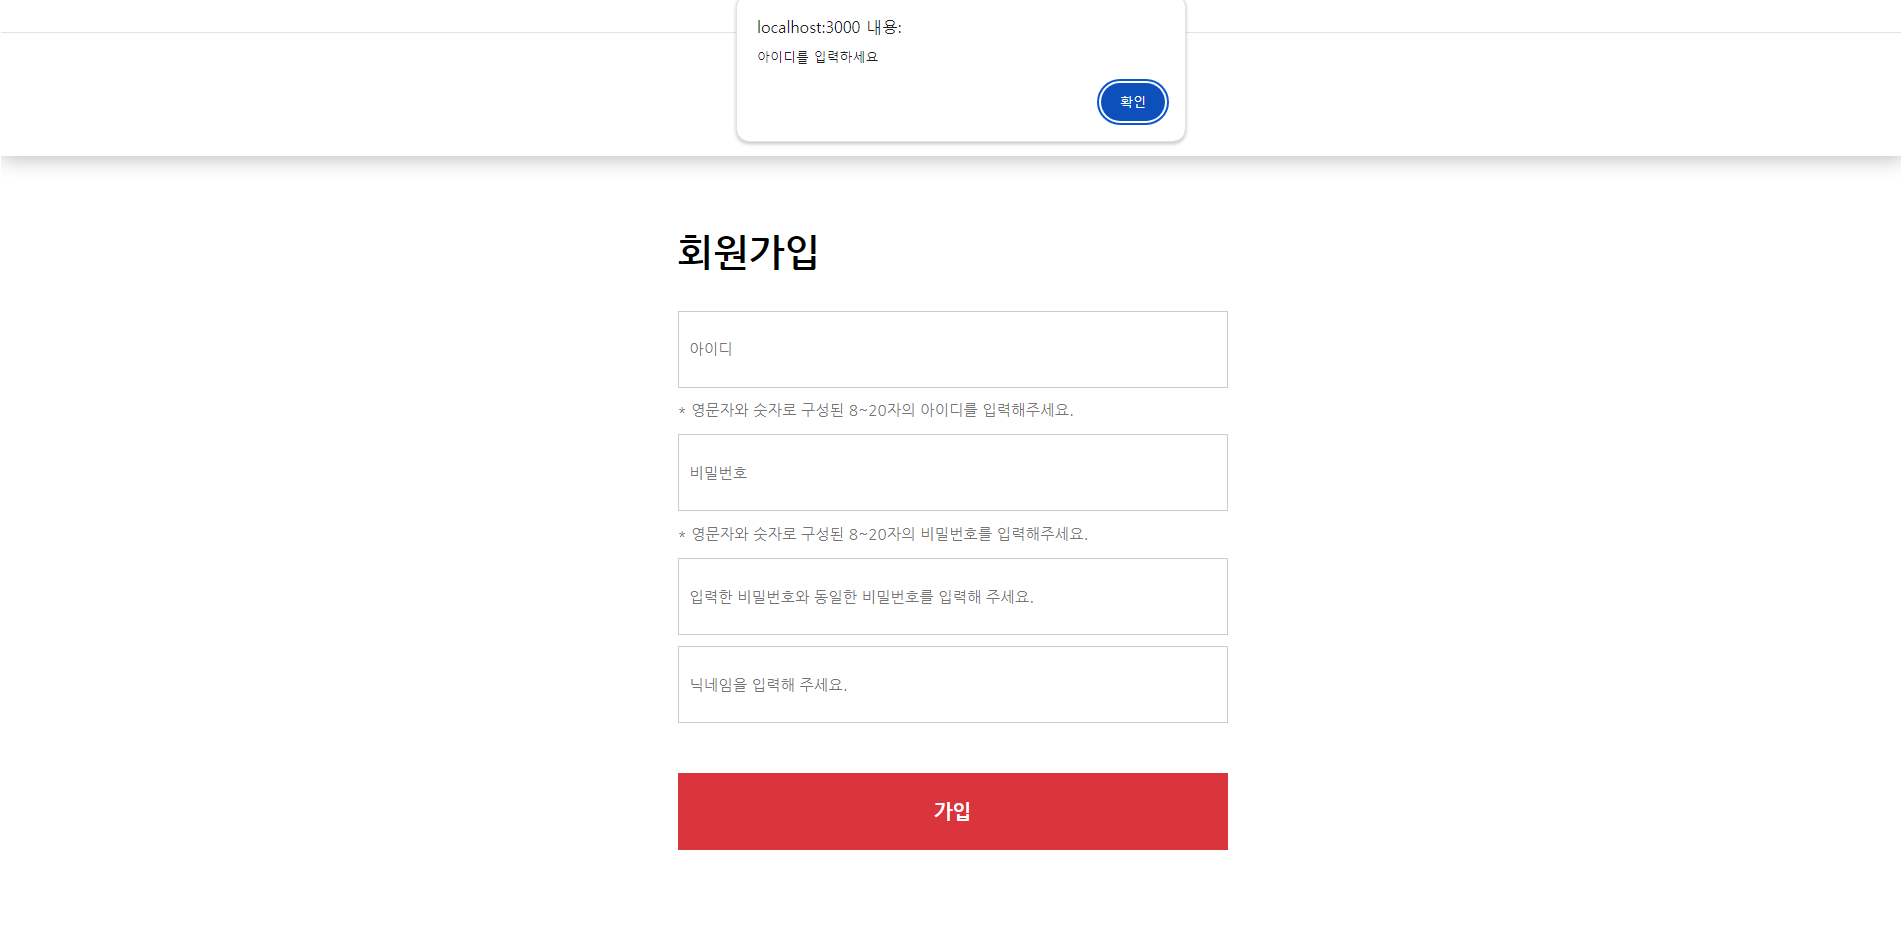 localhost:3000 내용:
아이디를 입력하세요
확인
회원가입
아이디
* 영문자와 숫자로 구성된 8~20자의 아이디를 입력해주세요.
비밀번호
* 영문자와 숫자로 구성된 8~20자의 비밀번호를 입력해주세요.
입력한 비밀번호와 동일한 비밀번호를 입력해 주세요.
닉네임을 입력해 주세요.
가입